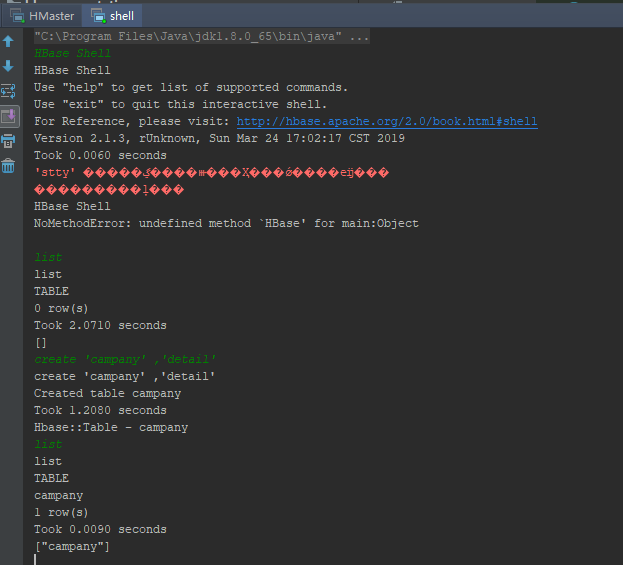 HMaster shell
"C:\Program Files\Java\jdk1.8.0_65\bin\java" ...
HBase Shell
HBase Shell
Use "help" to get list of supported commands.
Use "exit" to quit this interactive shell.
For Reference, please visit: http://hbase.apache.org/2.0/book.html#shell
Version 2.1.3, rUnknown, Sun Mar 24 17:02:17 CST 2019
Took 0.0060 seconds
'stty'
HBase Shell
NoMethodError: undefined method `HBase' for main:Object
list
list
TABLE
0 row(s)
Took 2.0710 seconds
[]
create 'campany' ,'detail'
create 'campany' ,'detail'
Created table campany
Took 1.2080 seconds
Hbase::Table - campany
list
list
TABLE
campany
1 row(s)
Took 0.0090 seconds
["campany"]